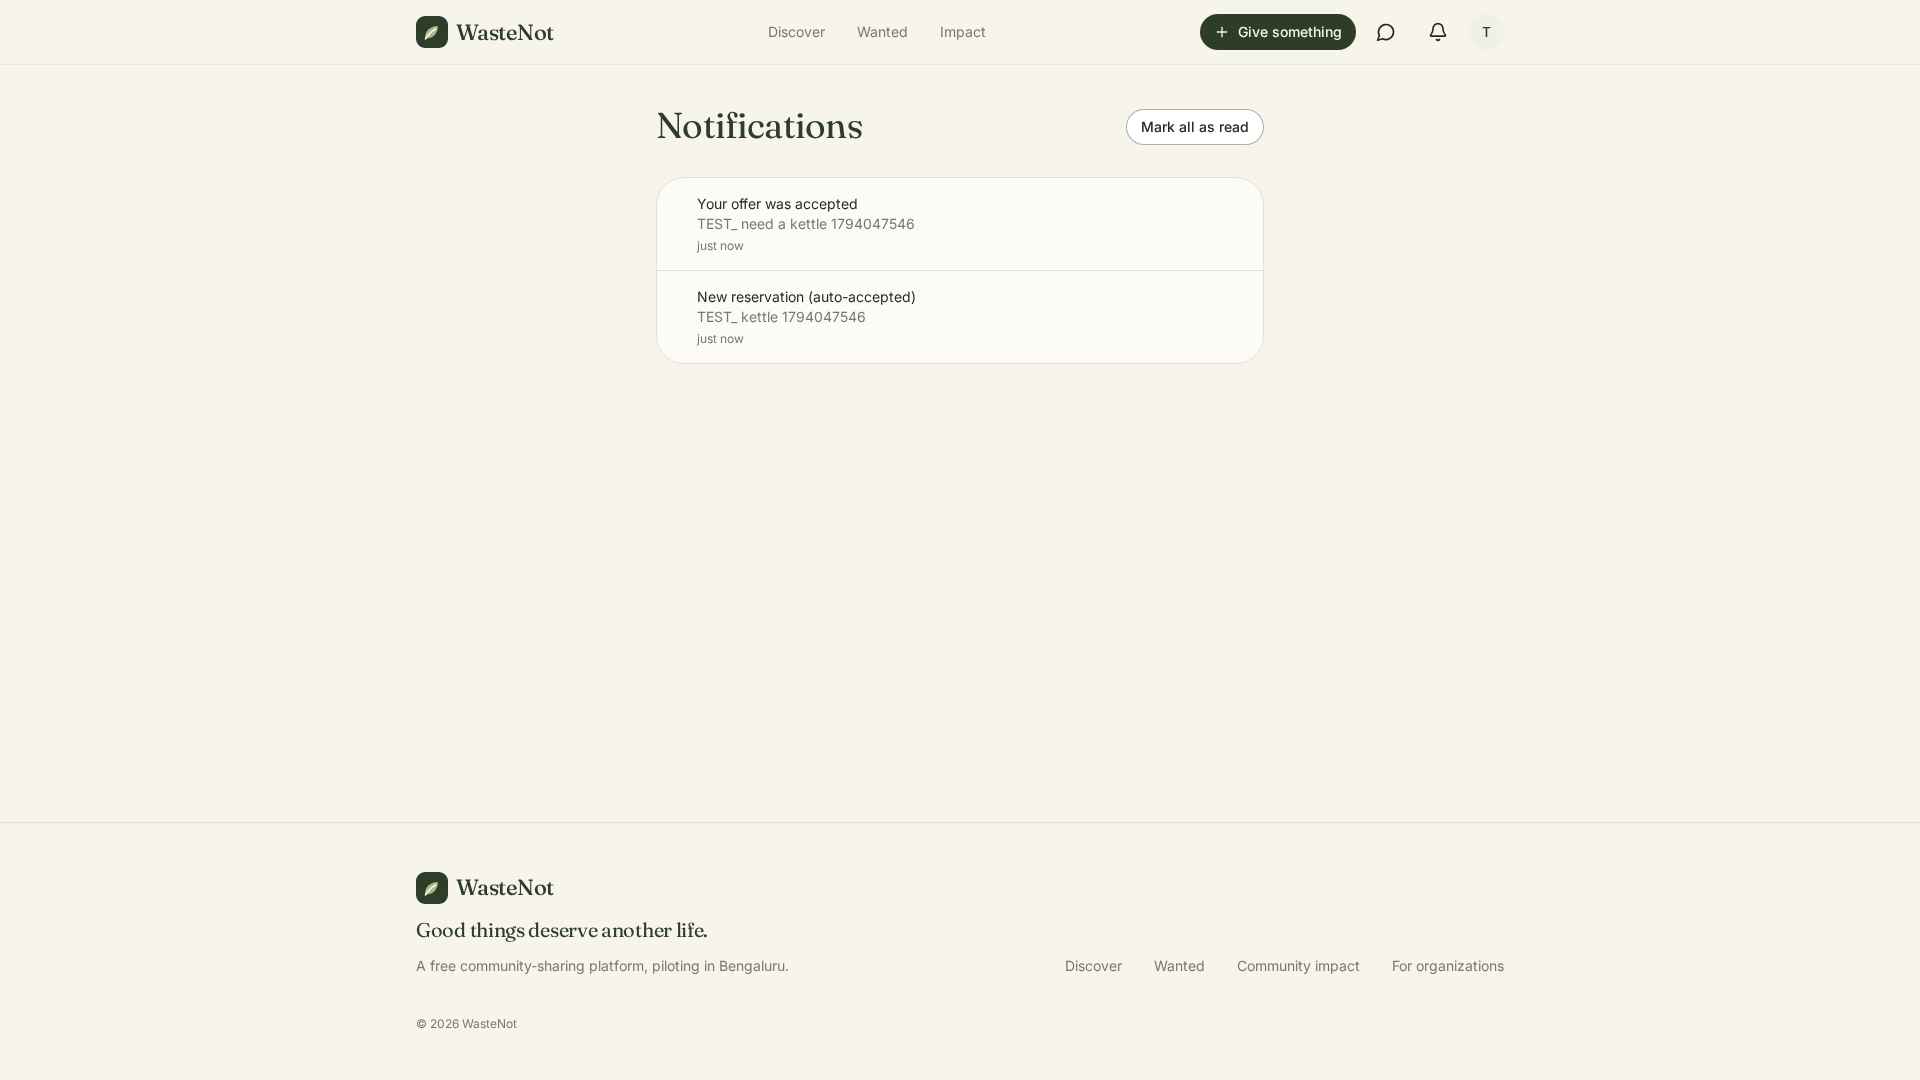 WasteNot
Discover
Wanted
Impact
Give something
T
Notifications
Mark all as read
Your offer was accepted
TEST_ need a kettle 1794047546
just now
New reservation (auto-accepted)
TEST_ kettle 1794047546
just now
WasteNot
Good things deserve another life.
A free community-sharing platform, piloting in Bengaluru.
Discover
Wanted
Community impact
For organizations
© 2026 WasteNot